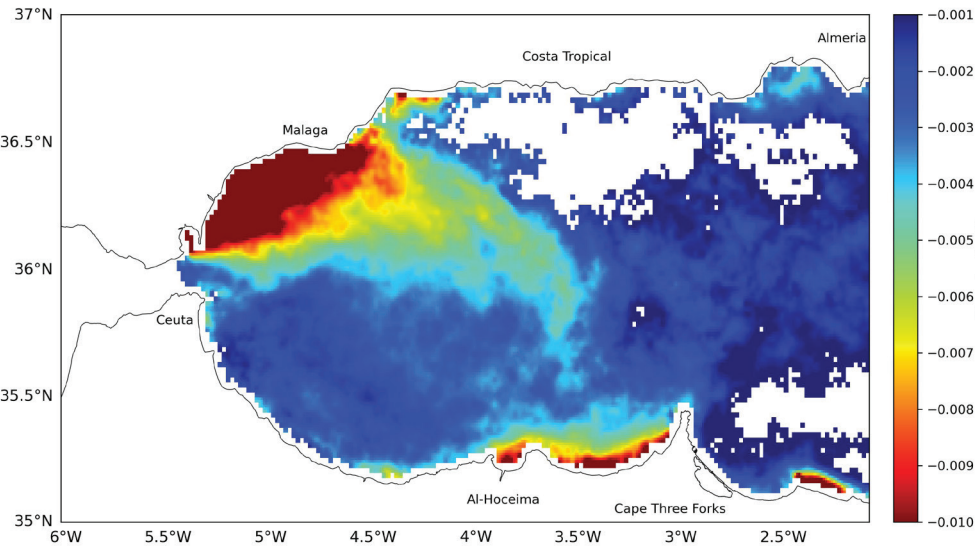 37°N
36.5°N
36°N
35.5°N
35°N
6°W
5.5°W
5°W
4.5°W
4°W
3.5°W
3°W
2.5°W
Almeria
Costa Tropical
Malaga
Ceuta
Al-Hoceima
Cape Three Forks
−0.001
−0.002
−0.003
−0.004
−0.005
−0.006
−0.007
−0.008
−0.009
−0.010